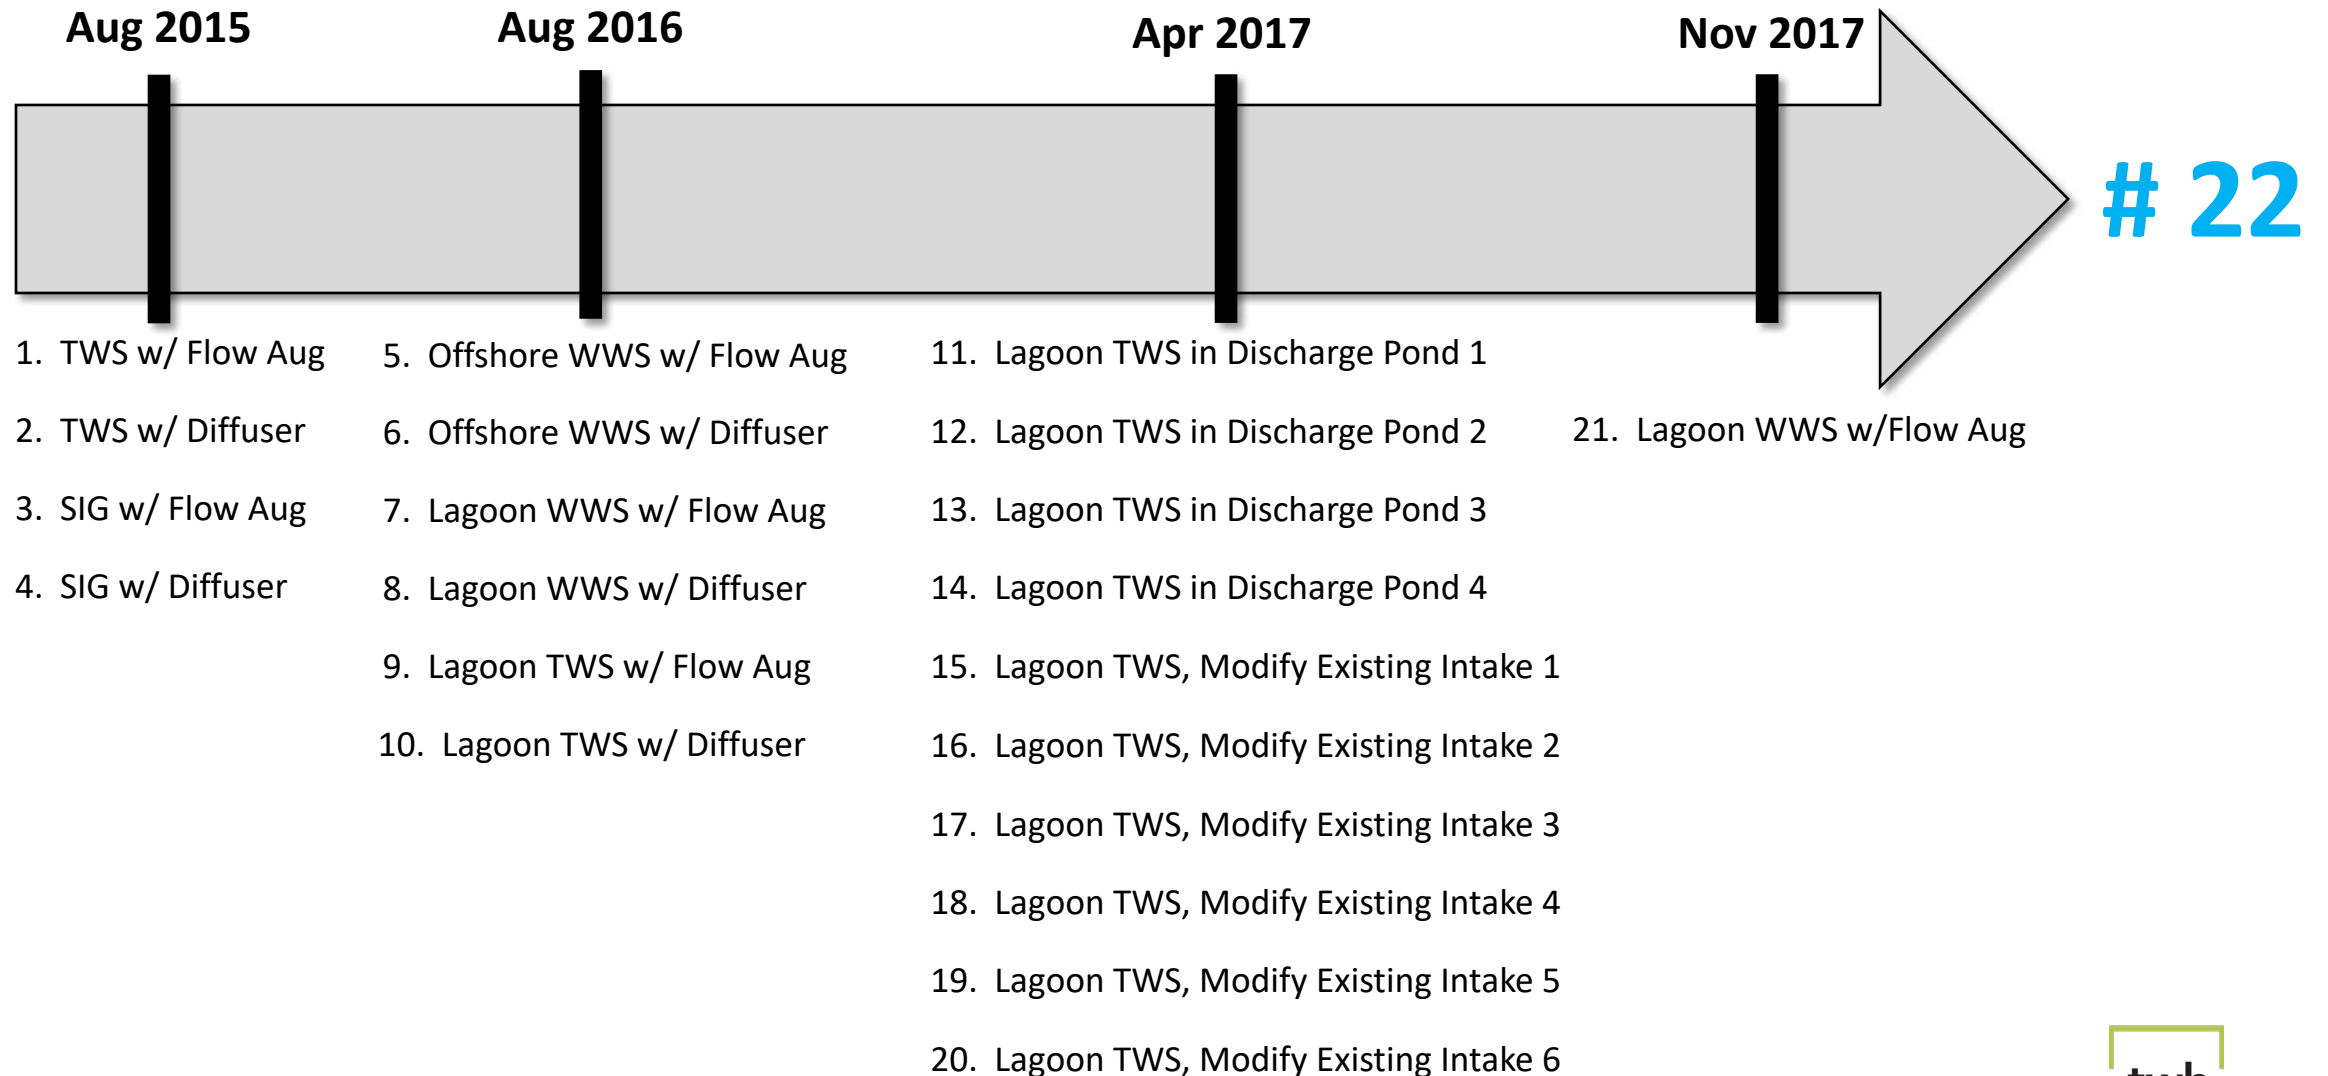 Aug 2015
Aug 2016
Apr 2017
Nov 2017
# 22
1. TWS w/ Flow Aug
2. TWS w/ Diffuser
3. SIG w/ Flow Aug
4. SIG w/ Diffuser
5. Offshore WWS w/ Flow Aug
6. Offshore WWS w/ Diffuser
7. Lagoon WWS w/ Flow Aug
8. Lagoon WWS w/ Diffuser
9. Lagoon TWS w/ Flow Aug
10. Lagoon TWS w/ Diffuser
11. Lagoon TWS in Discharge Pond 1
12. Lagoon TWS in Discharge Pond 2
13. Lagoon TWS in Discharge Pond 3
14. Lagoon TWS in Discharge Pond 4
15. Lagoon TWS, Modify Existing Intake 1
16. Lagoon TWS, Modify Existing Intake 2
17. Lagoon TWS, Modify Existing Intake 3
18. Lagoon TWS, Modify Existing Intake 4
19. Lagoon TWS, Modify Existing Intake 5
20. Lagoon TWS, Modify Existing Intake 6
21. Lagoon WWS w/Flow Aug